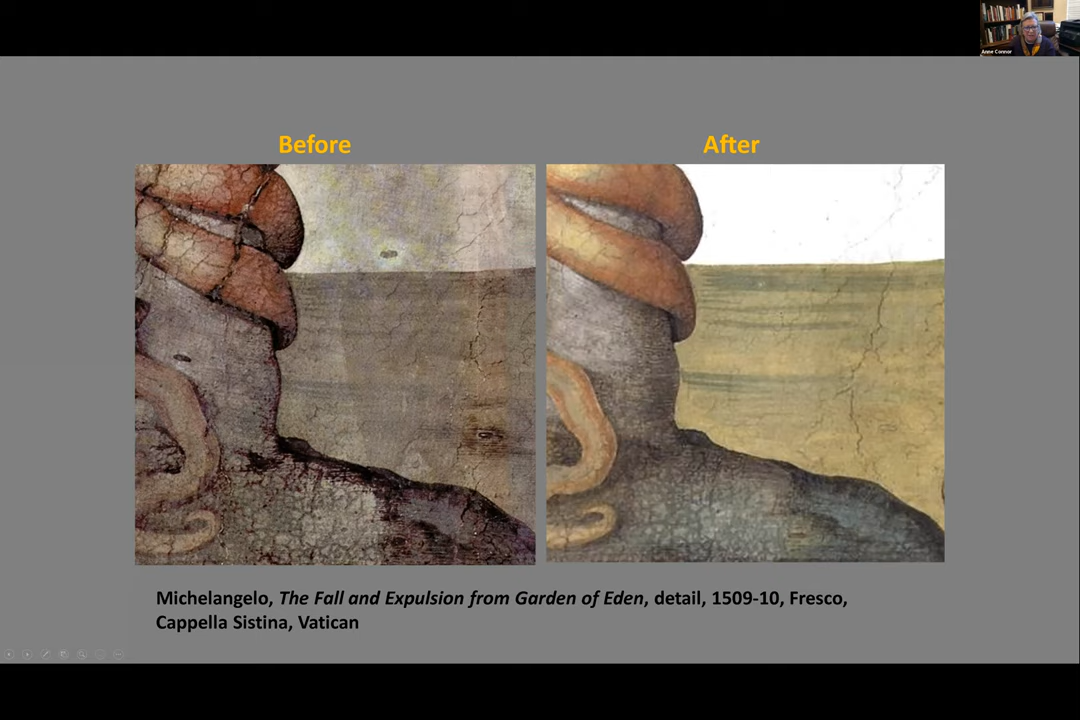 Anne Connor
Before
After
Michelangelo, The Fall and Expulsion from Garden of Eden, detail, 1509-10, Fresco,
Cappella Sistina, Vatican